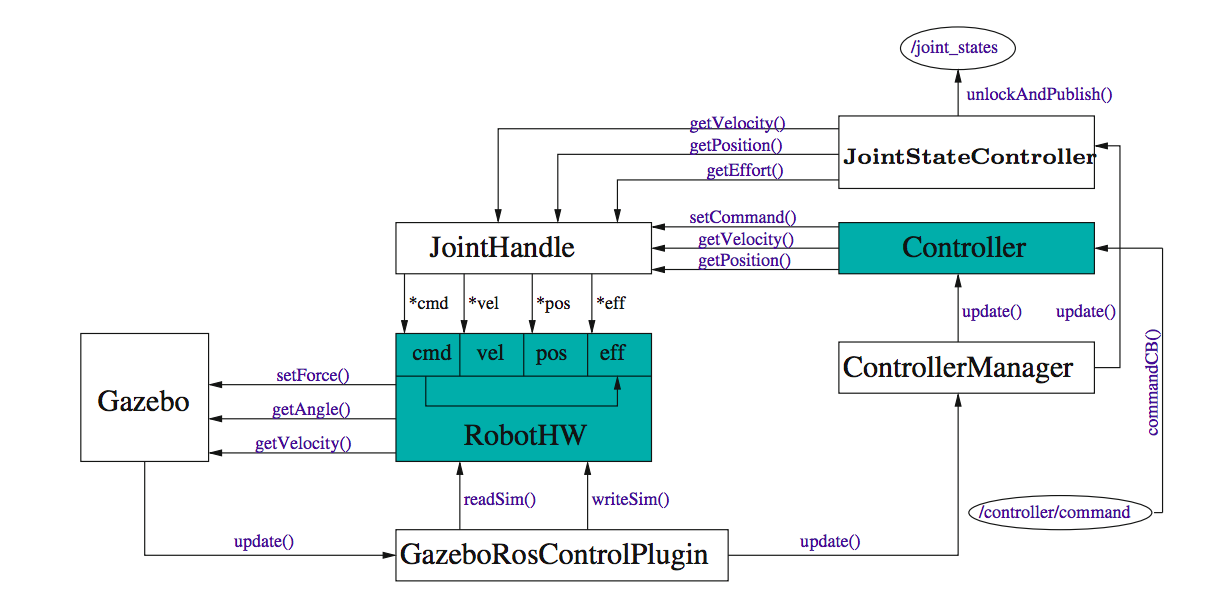 /joint_states
unlockAndPublish()
getVelocity()
getPosition()
getEffort()
JointStateController
setCommand()
getVelocity()
getPosition()
JointHandle
Controller
*cmd
*vel
*pos
*eff
update()
update()
commandCB()
cmd
vel
pos
eff
RobotHW
Gazebo
setForce()
getAngle()
getVelocity()
ControllerManager
readSim()
writeSim()
/controller/command
update()
GazeboRosControlPlugin
update()